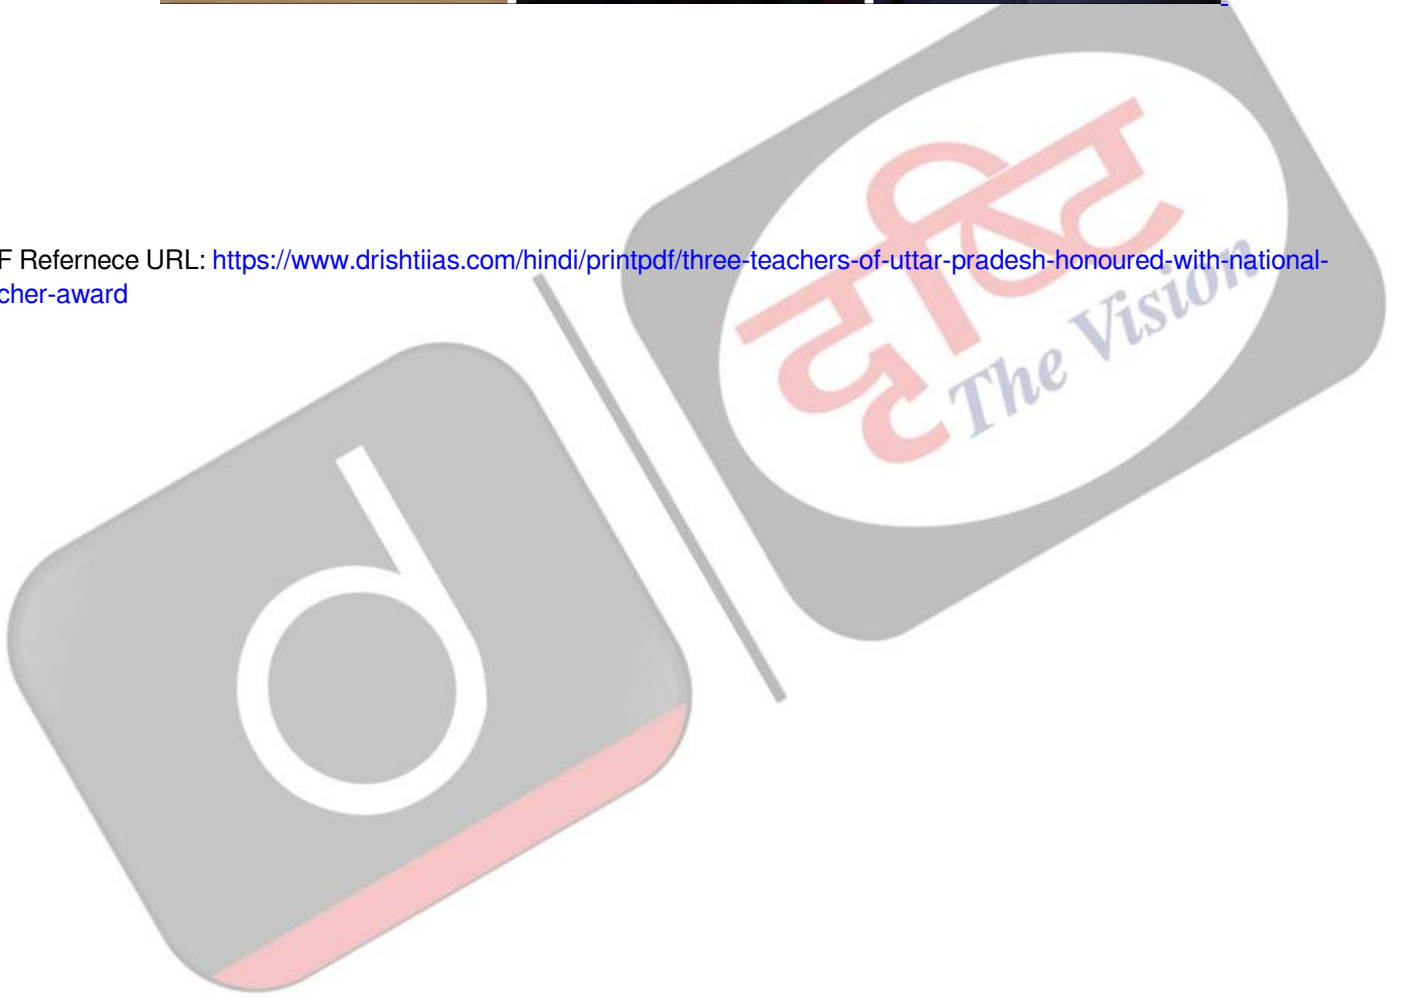 दृष्टि
F Refernece URL: https://www.drishtiias.com/hindi/printpdf/three-teachers-of-uttar-pradesh-honoured-with-national-
cher-award
The Vision
d